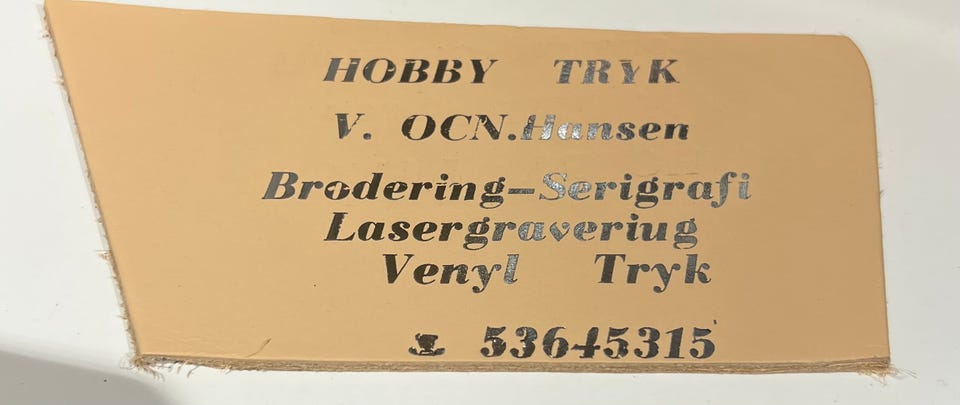 HOBBY TRYK
V. OCN.Hansen
Brodering-Serigrafi
Lasergraveriug
Venyl Tryk
53645315